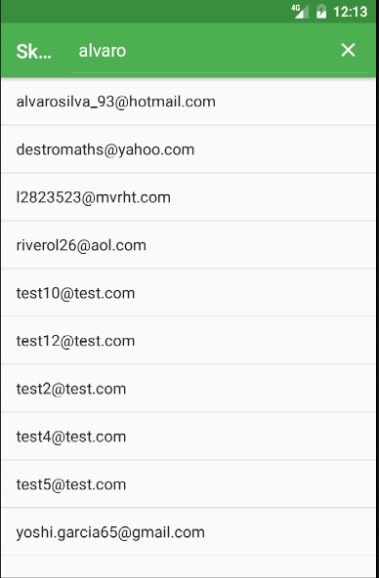 4G 12:13
Sk... alvaro
alvarosilva_93@hotmail.com
destromaths@yahoo.com
l2823523@mvrht.com
riverol26@aol.com
test10@test.com
test12@test.com
test2@test.com
test4@test.com
test5@test.com
yoshi.garcia65@gmail.com